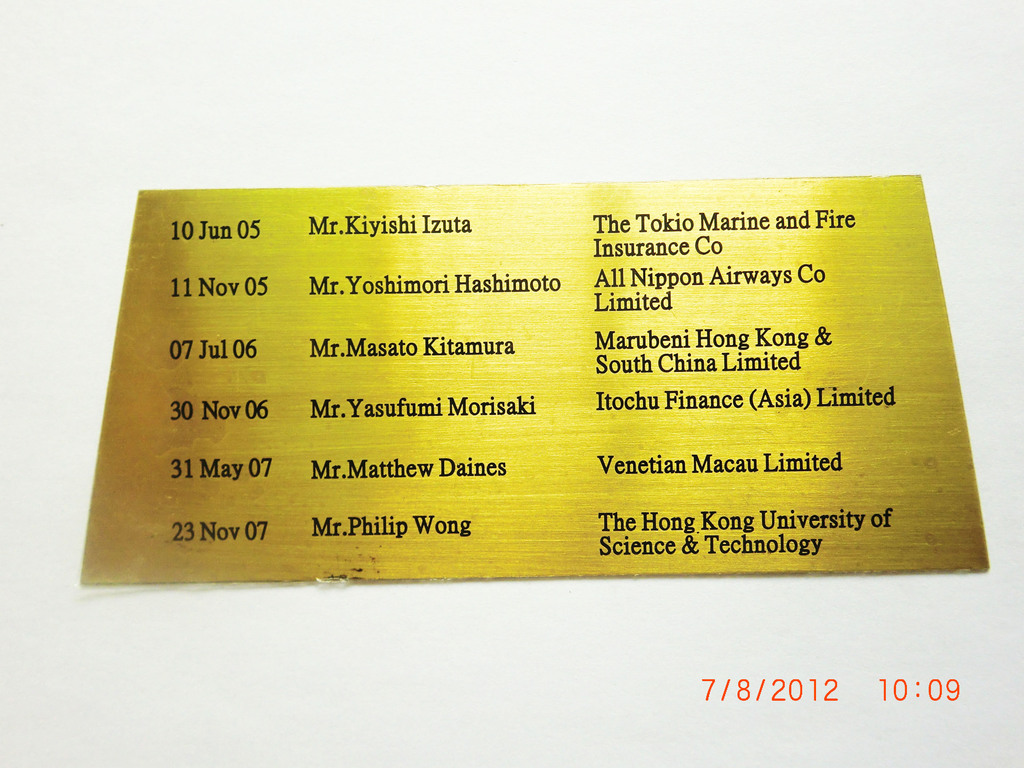 10 Jun 05 Mr.Kiyishi Izuta The Tokio Marine and Fire
Insurance Co
11 Nov 05 Mr.Yoshimori Hashimoto All Nippon Airways Co
Limited
07 Jul 06 Mr.Masato Kitamura Marubeni Hong Kong &
South China Limited
30 Nov 06 Mr.Yasufumi Morisaki Itochu Finance (Asia) Limited
31 May 07 Mr.Matthew Daines Venetian Macau Limited
23 Nov 07 Mr.Philip Wong The Hong Kong University of
Science & Technology
7/8/2012 10:09